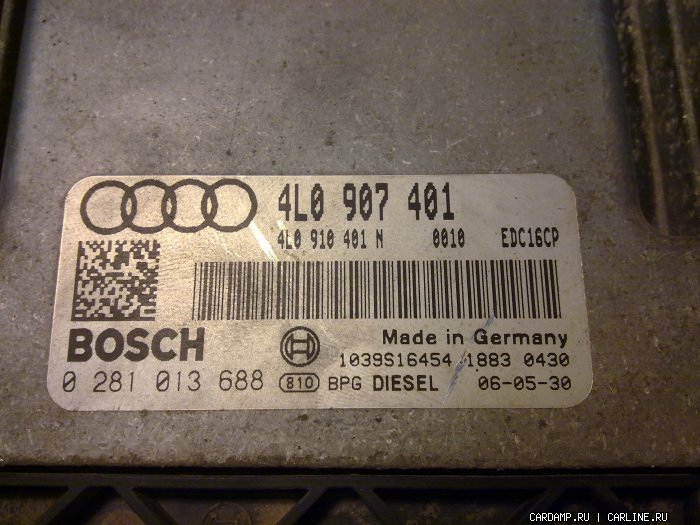 4L0 907 401
4L0 910 401 N 0010 EDC16CP
BOSCH Made in Germany
1039S16454 1883 0430
0 281 013 688 810 BPG DIESEL 06-05-30
CARDAMP.RU | CARLINE.RU